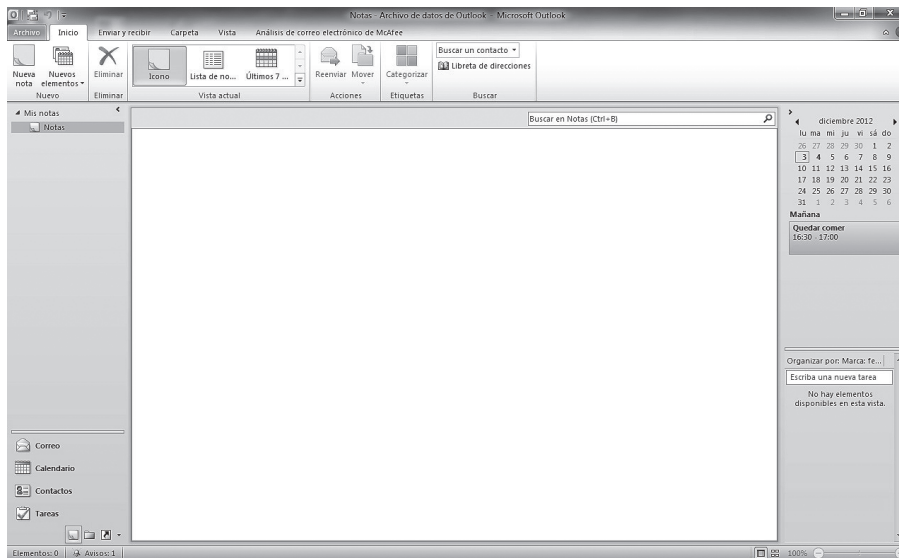 Notas - Archivo de datos de Outlook - Microsoft Outlook
Archivo Inicio Enviar y recibir Carpeta Vista Análisis de correo electrónico de McAfee
Nueva nota
Nuevos elementos
Nuevo
Eliminar
Eliminar
Icono
Lista de no...
Últimos 7 ...
Vista actual
Reenviar
Mover
Acciones
Categorizar
Etiquetas
Buscar un contacto
Libreta de direcciones
Buscar
Mis notas
Notas
Buscar en Notas (Ctrl+B)
diciembre 2012
lu ma mi ju vi sá do
26 27 28 29 30 1 2
3 4 5 6 7 8 9
10 11 12 13 14 15 16
17 18 19 20 21 22 23
24 25 26 27 28 29 30
31 1 2 3 4 5 6
Mañana
Quedar comer
16:30 - 17:00
Organizar por: Marca: fe...
Escriba una nueva tarea
No hay elementos
disponibles en esta vista.
Correo
Calendario
Contactos
Tareas
Elementos: 0 Avisos: 1
100%